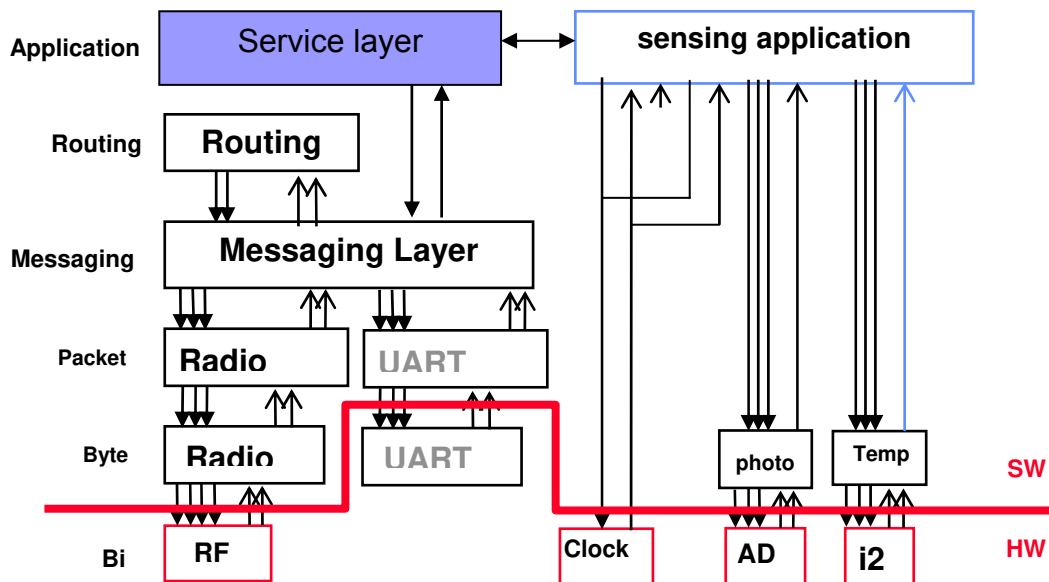 Application
Service layer
sensing application
Routing
Routing
Messaging
Messaging Layer
Packet
Radio
UART
Byte
Radio
UART
photo
Temp
SW
Bi
RF
Clock
AD
i2
HW